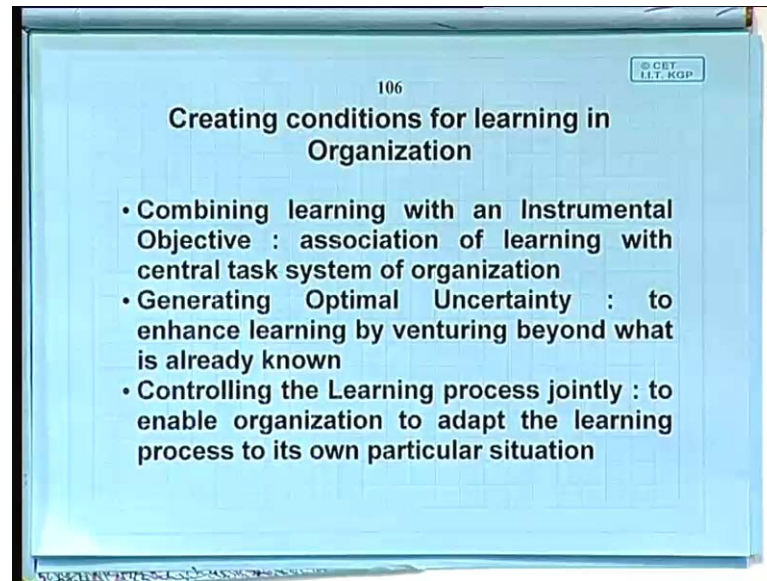 © CET
I.I.T. KGP
106
Creating conditions for learning in
Organization
• Combining learning with an Instrumental
Objective : association of learning with
central task system of organization
• Generating Optimal Uncertainty : to
enhance learning by venturing beyond what
is already known
• Controlling the Learning process jointly : to
enable organization to adapt the learning
process to its own particular situation